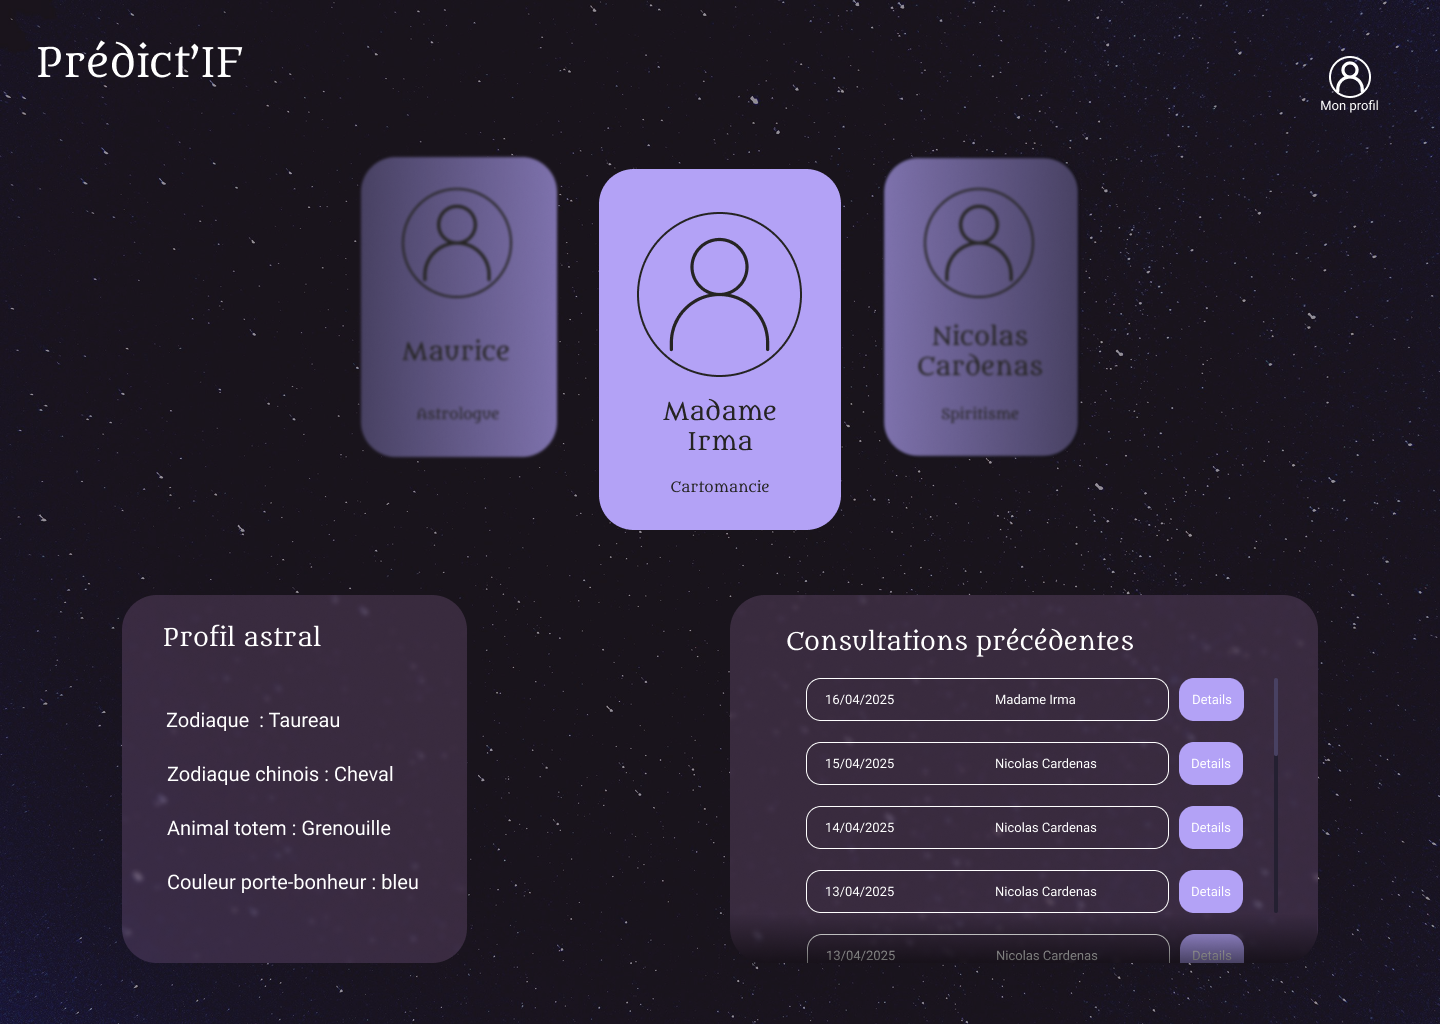 Prédict'IF
Mon profil
Maurice
Astrologue
Madame
Irma
Cartomancie
Nicolas
Cardenas
Spiritisme
Profil astral
Zodiaque  : Taureau
Zodiaque chinois : Cheval
Animal totem : Grenouille
Couleur porte-bonheur : bleu
Consultations précédentes
16/04/2025 Madame Irma Details
15/04/2025 Nicolas Cardenas Details
14/04/2025 Nicolas Cardenas Details
13/04/2025 Nicolas Cardenas Details
13/04/2025 Nicolas Cardenas Details